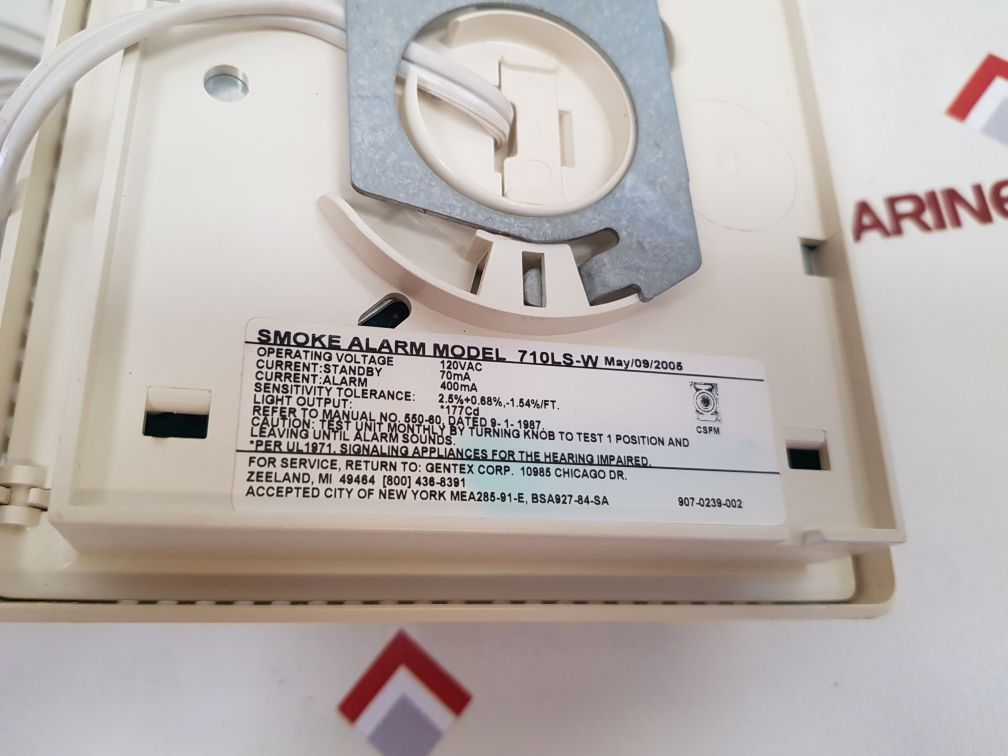 SMOKE ALARM MODEL 710LS-W May/09/2005
OPERATING VOLTAGE 120VAC
CURRENT:STANDBY 70mA
CURRENT:ALARM 400mA
SENSITIVITY TOLERANCE: 2.5%+0.68%,-1.54%/FT.
LIGHT OUTPUT: *177Cd
REFER TO MANUAL NO. 550-60, DATED 9-1-1987.
CAUTION: TEST UNIT MONTHLY BY TURNING KNOB TO TEST 1 POSITION AND
LEAVING UNTIL ALARM SOUNDS.
*PER UL1971. SIGNALING APPLIANCES FOR THE HEARING IMPAIRED.
FOR SERVICE, RETURN TO: GENTEX CORP. 10985 CHICAGO DR.
ZEELAND, MI 49464 [800] 436-8391
ACCEPTED CITY OF NEW YORK MEA285-91-E, BSA927-84-SA 907-0239-002
CSFM
ARINE